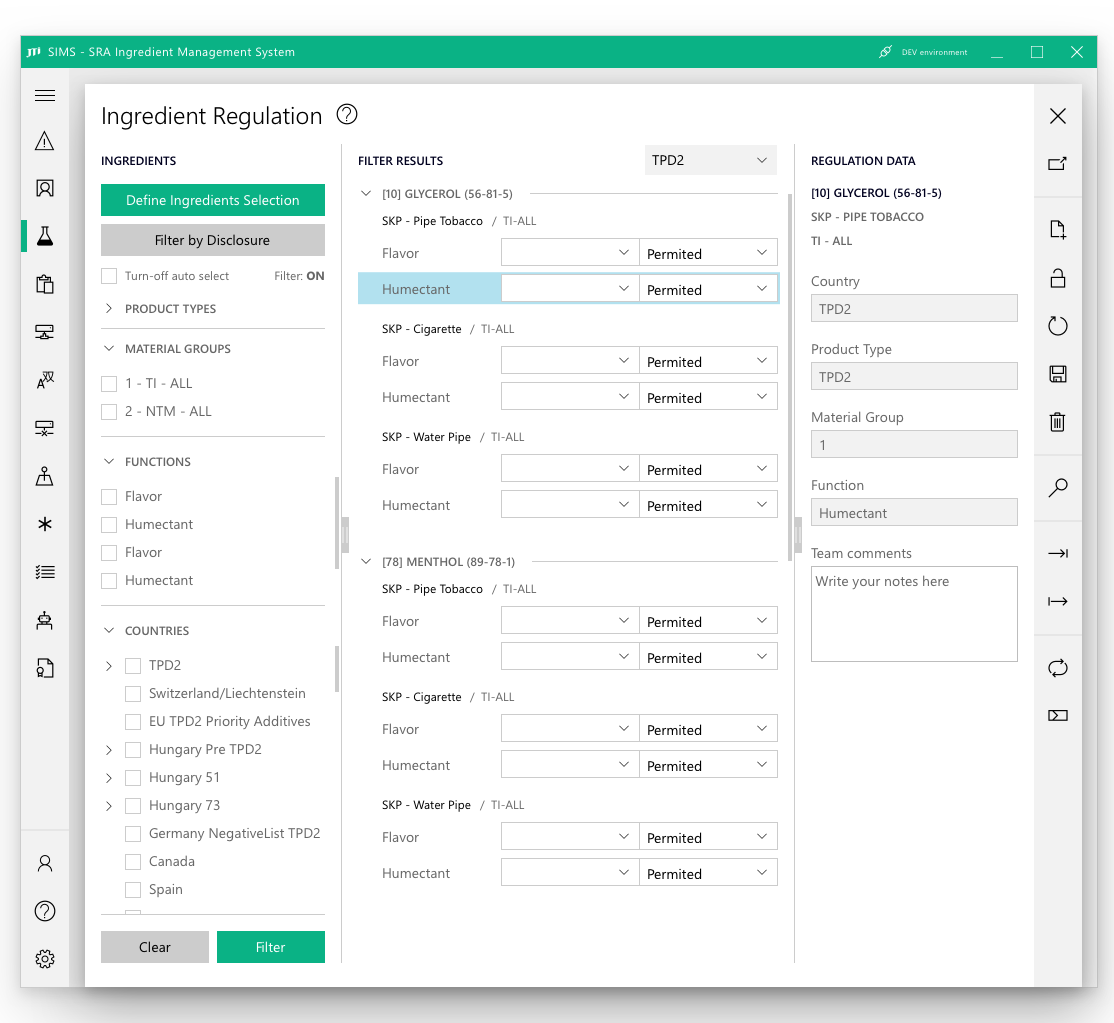 JTI SIMS - SRA Ingredient Management System
DEV environment
Ingredient Regulation ?
INGREDIENTS
Define Ingredients Selection
Filter by Disclosure
Turn-off auto select Filter: ON
PRODUCT TYPES
MATERIAL GROUPS
1 - TI - ALL
2 - NTM - ALL
FUNCTIONS
Flavor
Humectant
Flavor
Humectant
COUNTRIES
TPD2
Switzerland/Liechtenstein
EU TPD2 Priority Additives
Hungary Pre TPD2
Hungary 51
Hungary 73
Germany NegativeList TPD2
Canada
Spain
Clear
Filter
FILTER RESULTS
TPD2
[10] GLYCEROL (56-81-5)
SKP - Pipe Tobacco / TI-ALL
Flavor Permited
Humectant Permited
SKP - Cigarette / TI-ALL
Flavor Permited
Humectant Permited
SKP - Water Pipe / TI-ALL
Flavor Permited
Humectant Permited
[78] MENTHOL (89-78-1)
SKP - Pipe Tobacco / TI-ALL
Flavor Permited
Humectant Permited
SKP - Cigarette / TI-ALL
Flavor Permited
Humectant Permited
SKP - Water Pipe / TI-ALL
Flavor Permited
Humectant Permited
REGULATION DATA
[10] GLYCEROL (56-81-5)
SKP - PIPE TOBACCO
TI - ALL
Country
TPD2
Product Type
TPD2
Material Group
1
Function
Humectant
Team comments
Write your notes here